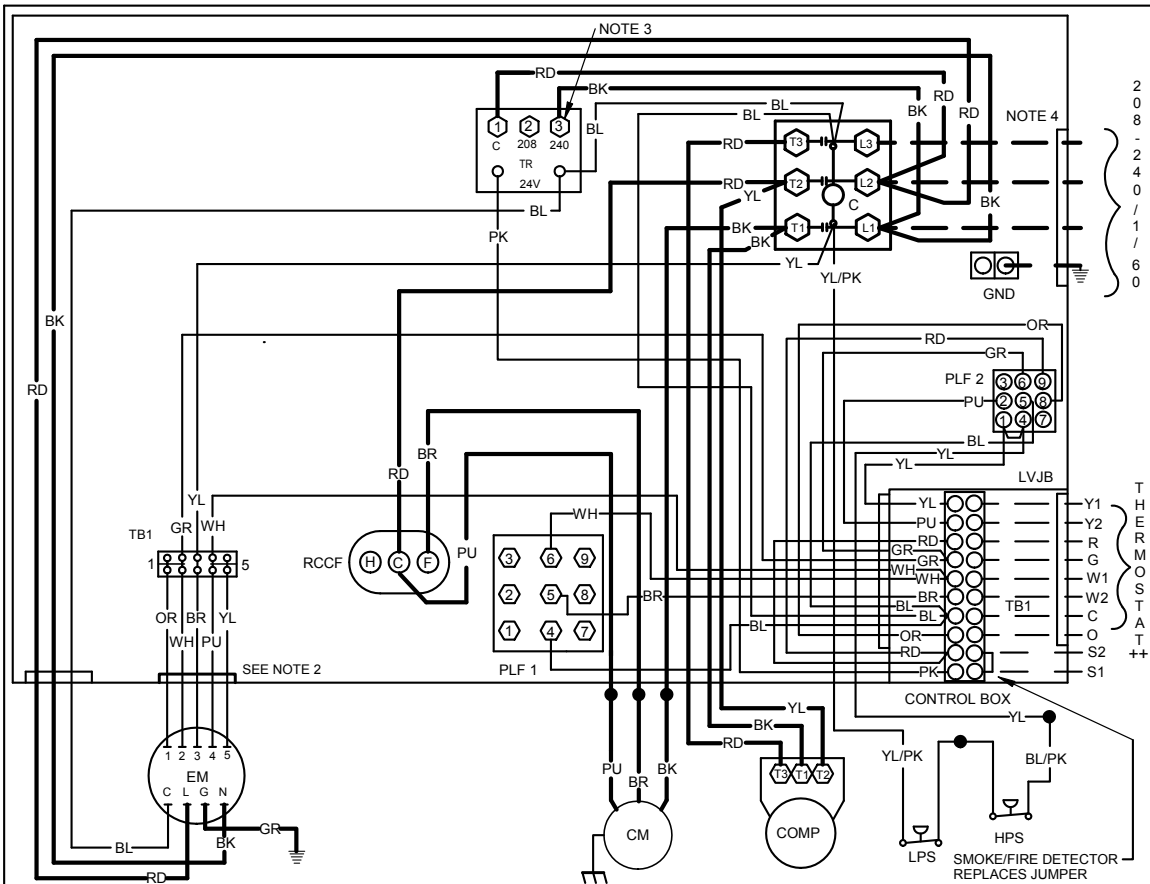 NOTE 3
RD
BK
BL
BL
BK
RD
RD
NOTE 4
208-240/1/60
1 2 3
C 208 240
TR
24V
BL
RD
T3 L3
T2 L2
T1 L1
C
RD
YL
BK
BK
YL
YL/PK
BK
GND
BL
PK
BK
RD
OR
RD
GR
PLF 2
3 6 9
2 5 8
1 4 7
PU
BL
YL
YL
LVJB
RD
BR
YL
GR WH
TB1
1 5
RCCF
H C F
PU
WH
3 6 9
2 5 8
1 4 7
PLF 1
BR
BL
YL Y1
PU Y2
RD R
GR
GR G
WH
WH W1
BR W2
BL
BL C
OR O
RD S2
PK S1
TB1
THERMOSTAT
++
OR BR YL
WH PU
SEE NOTE 2
CONTROL BOX
YL
YL
BK
RD
YL/PK
BL/PK
1 2 3 4 5
EM
C L G N
GR
BK
BL
RD
PU
BR
BK
CM
T3 T1 T2
COMP
LPS
HPS
SMOKE/FIRE DETECTOR
REPLACES JUMPER